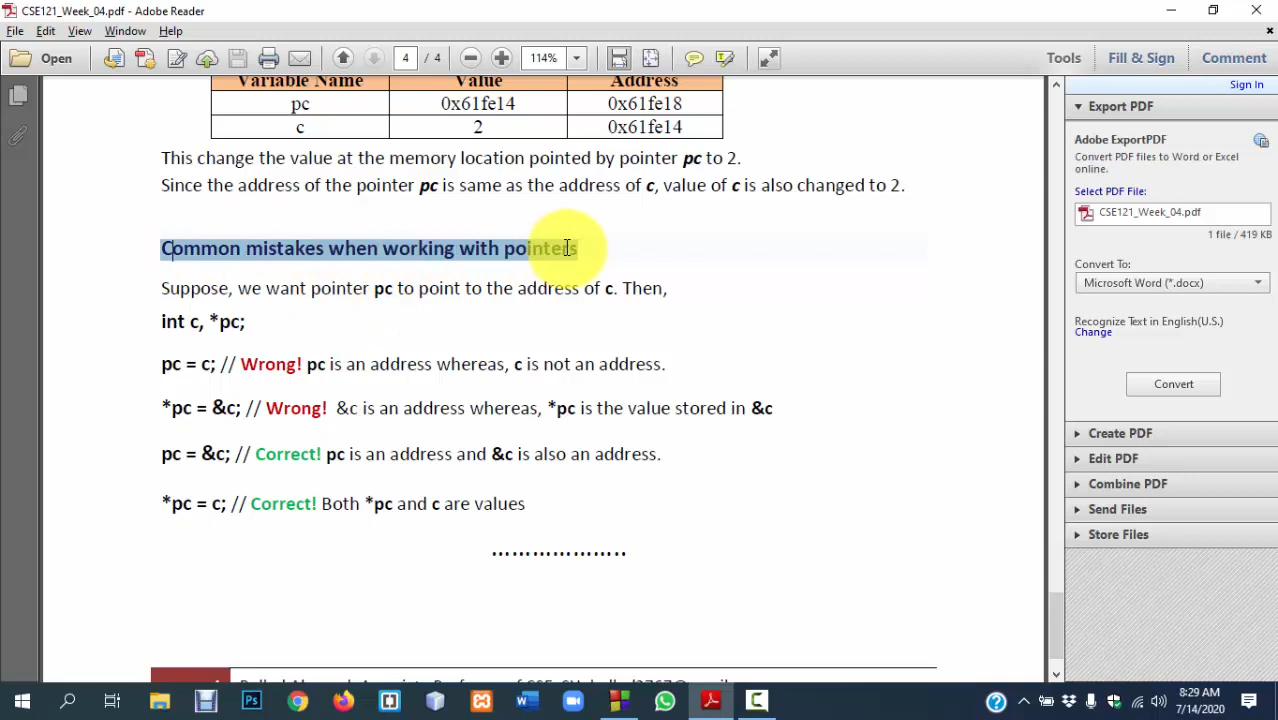 CSE121_Week_04.pdf - Adobe Reader
File Edit View Window Help
Open 4 / 4 114% Tools Fill & Sign Comment
Sign In
Variable Name Value Address
pc 0x61fe14 0x61fe18
c 2 0x61fe14
This change the value at the memory location pointed by pointer pc to 2.
Since the address of the pointer pc is same as the address of c, value of c is also changed to 2.
Common mistakes when working with pointers
Suppose, we want pointer pc to point to the address of c. Then,
int c, *pc;
pc = c; // Wrong! pc is an address whereas, c is not an address.
*pc = &c; // Wrong! &c is an address whereas, *pc is the value stored in &c
pc = &c; // Correct! pc is an address and &c is also an address.
*pc = c; // Correct! Both *pc and c are values
………………..
Export PDF
Adobe ExportPDF
Convert PDF files to Word or Excel
online.
Select PDF File:
CSE121_Week_04.pdf
1 file / 419 KB
Convert To:
Microsoft Word (*.docx)
Recognize Text in English(U.S.)
Change
Convert
Create PDF
Edit PDF
Combine PDF
Send Files
Store Files
8:29 AM
7/14/2020